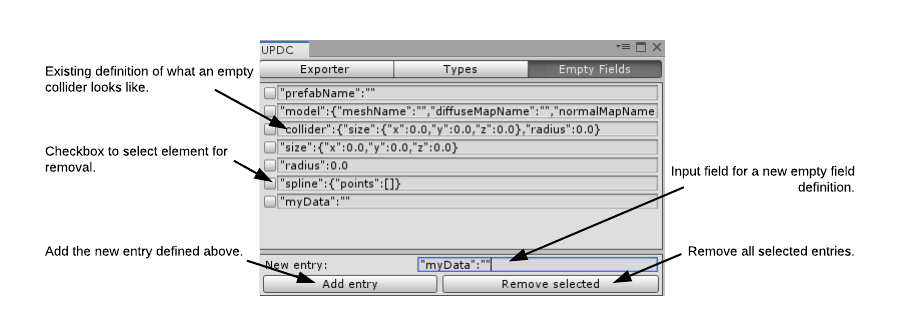 UPDC
Exporter
Types
Empty Fields
Existing definition of what an empty
collider looks like.
"prefabName":""
"model":{"meshName":"","diffuseMapName":"","normalMapName
"collider":{"size":{"x":0.0,"y":0.0,"z":0.0},"radius":0.0}
"size":{"x":0.0,"y":0.0,"z":0.0}
Checkbox to select element for
removal.
"radius":0.0
"spline":{"points":[]}
"myData":""
Input field for a new empty field
definition.
Add the new entry defined above.
Remove all selected entries.
New entry:
"myData":""
Add entry
Remove selected